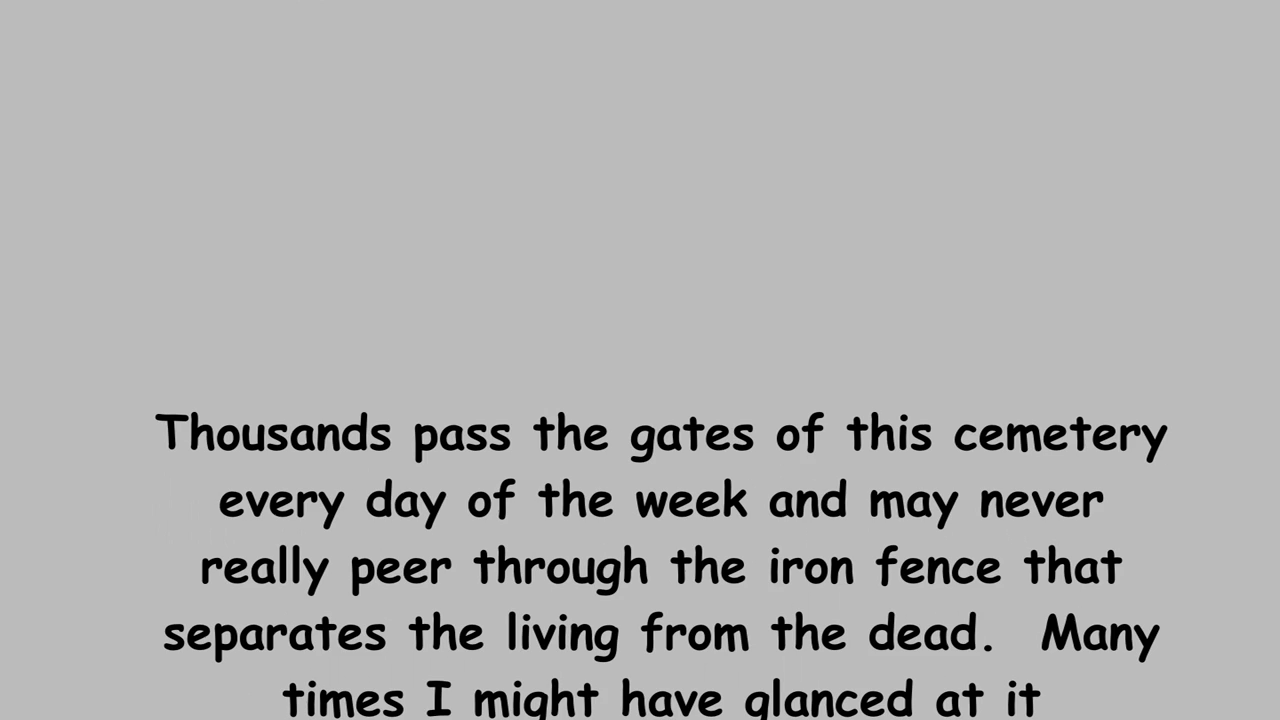 Thousands pass the gates of this cemetery
every day of the week and may never
really peer through the iron fence that
separates the living from the dead.  Many
times I might have glanced at it